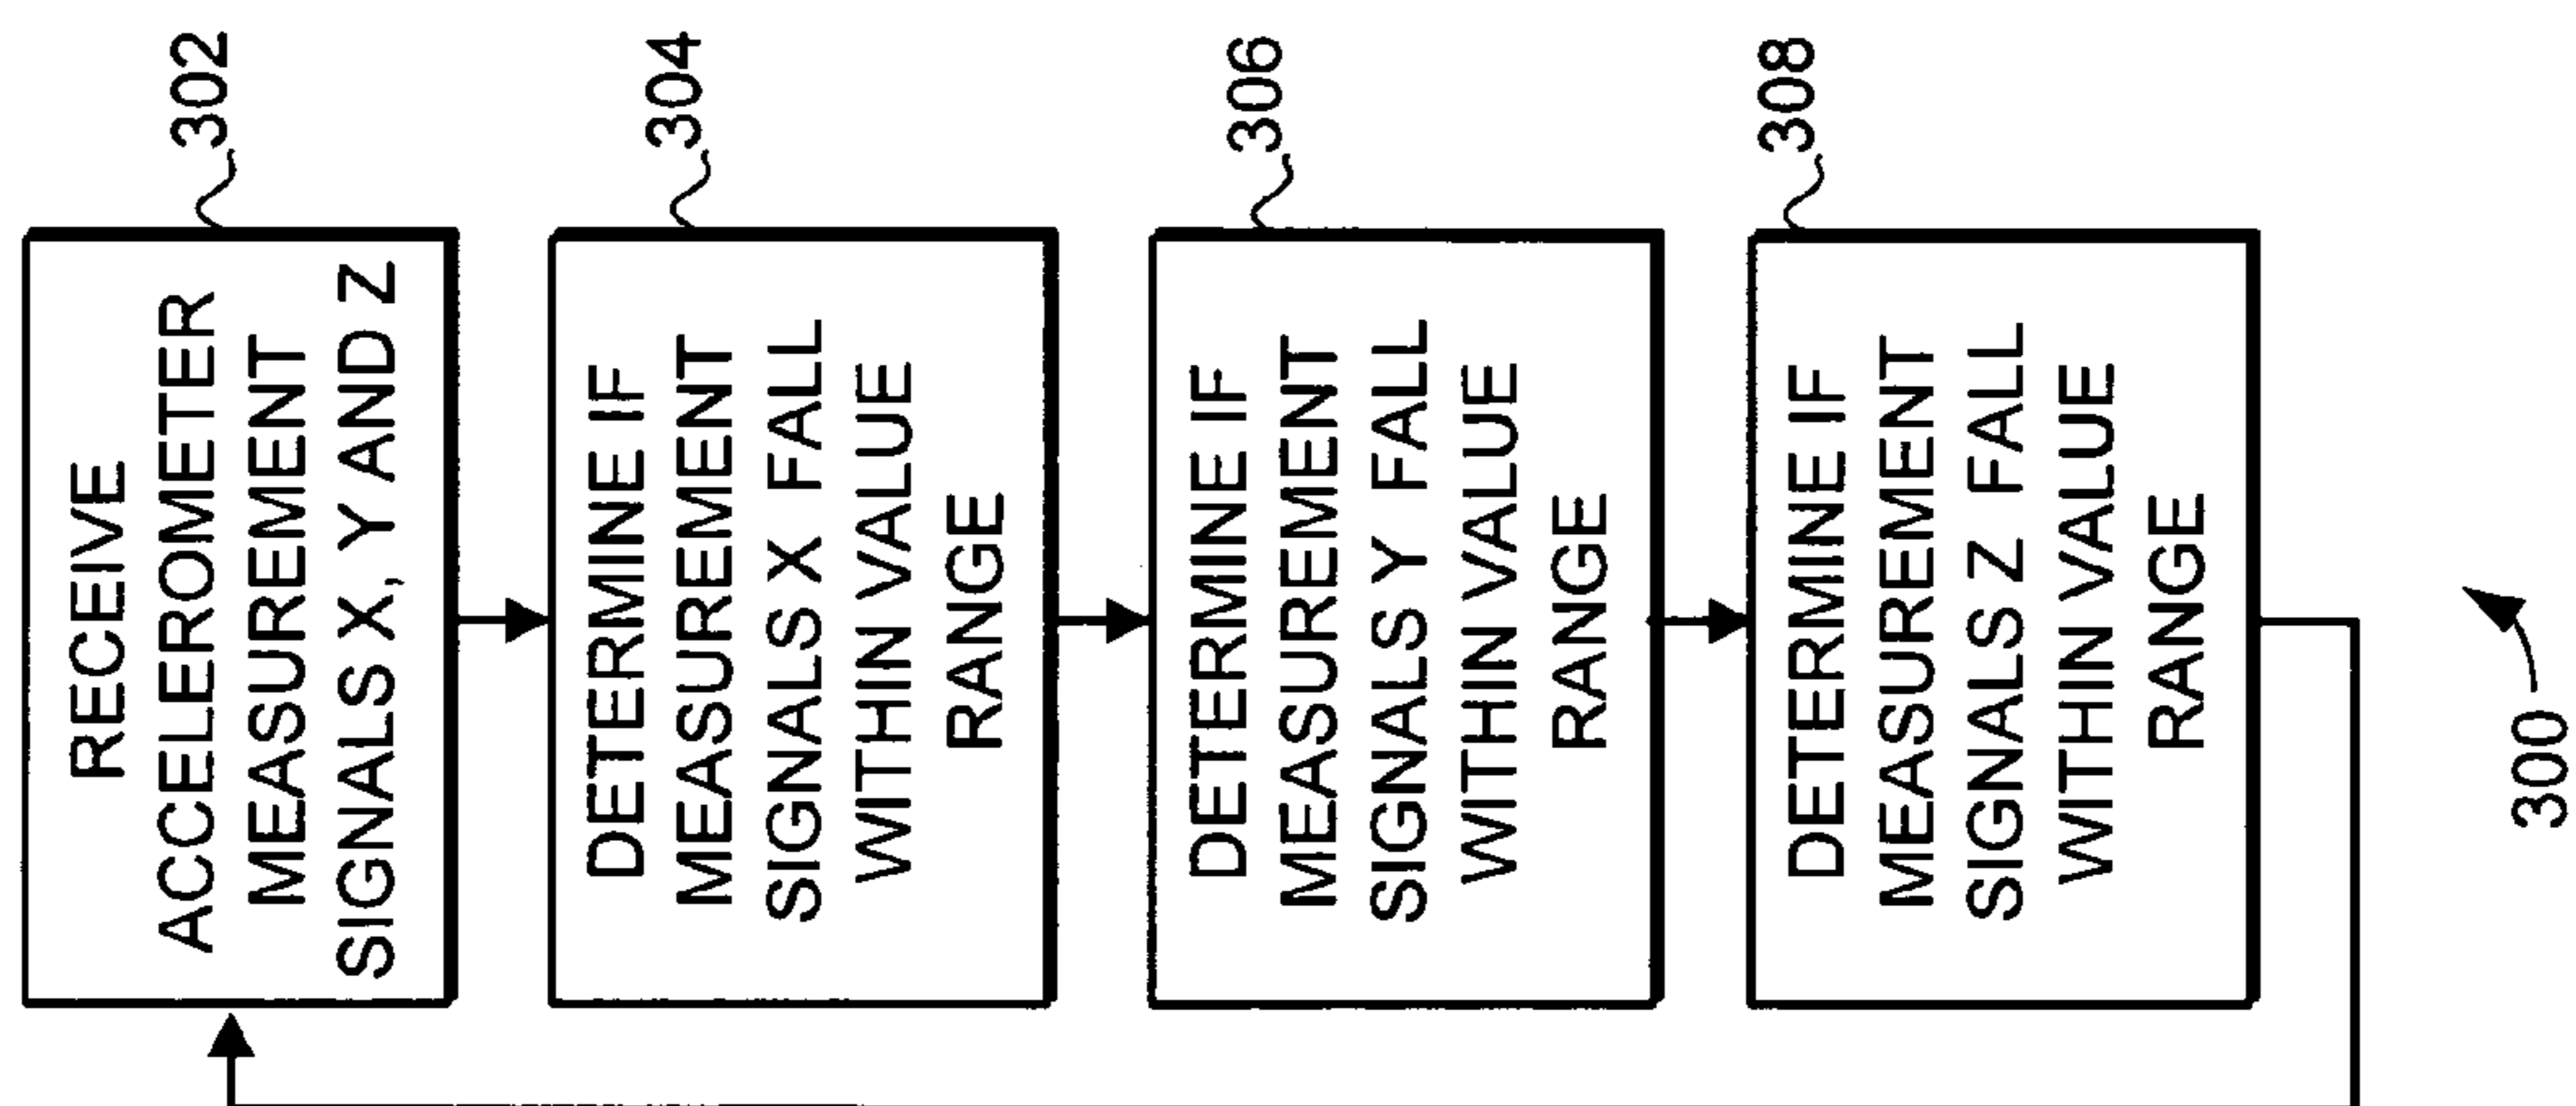 RECEIVE
ACCELEROMETER
MEASUREMENT
SIGNALS X, Y AND Z
302
DETERMINE IF
MEASUREMENT
SIGNALS X FALL
WITHIN VALUE
RANGE
304
DETERMINE IF
MEASUREMENT
SIGNALS Y FALL
WITHIN VALUE
RANGE
306
DETERMINE IF
MEASUREMENT
SIGNALS Z FALL
WITHIN VALUE
RANGE
308
300